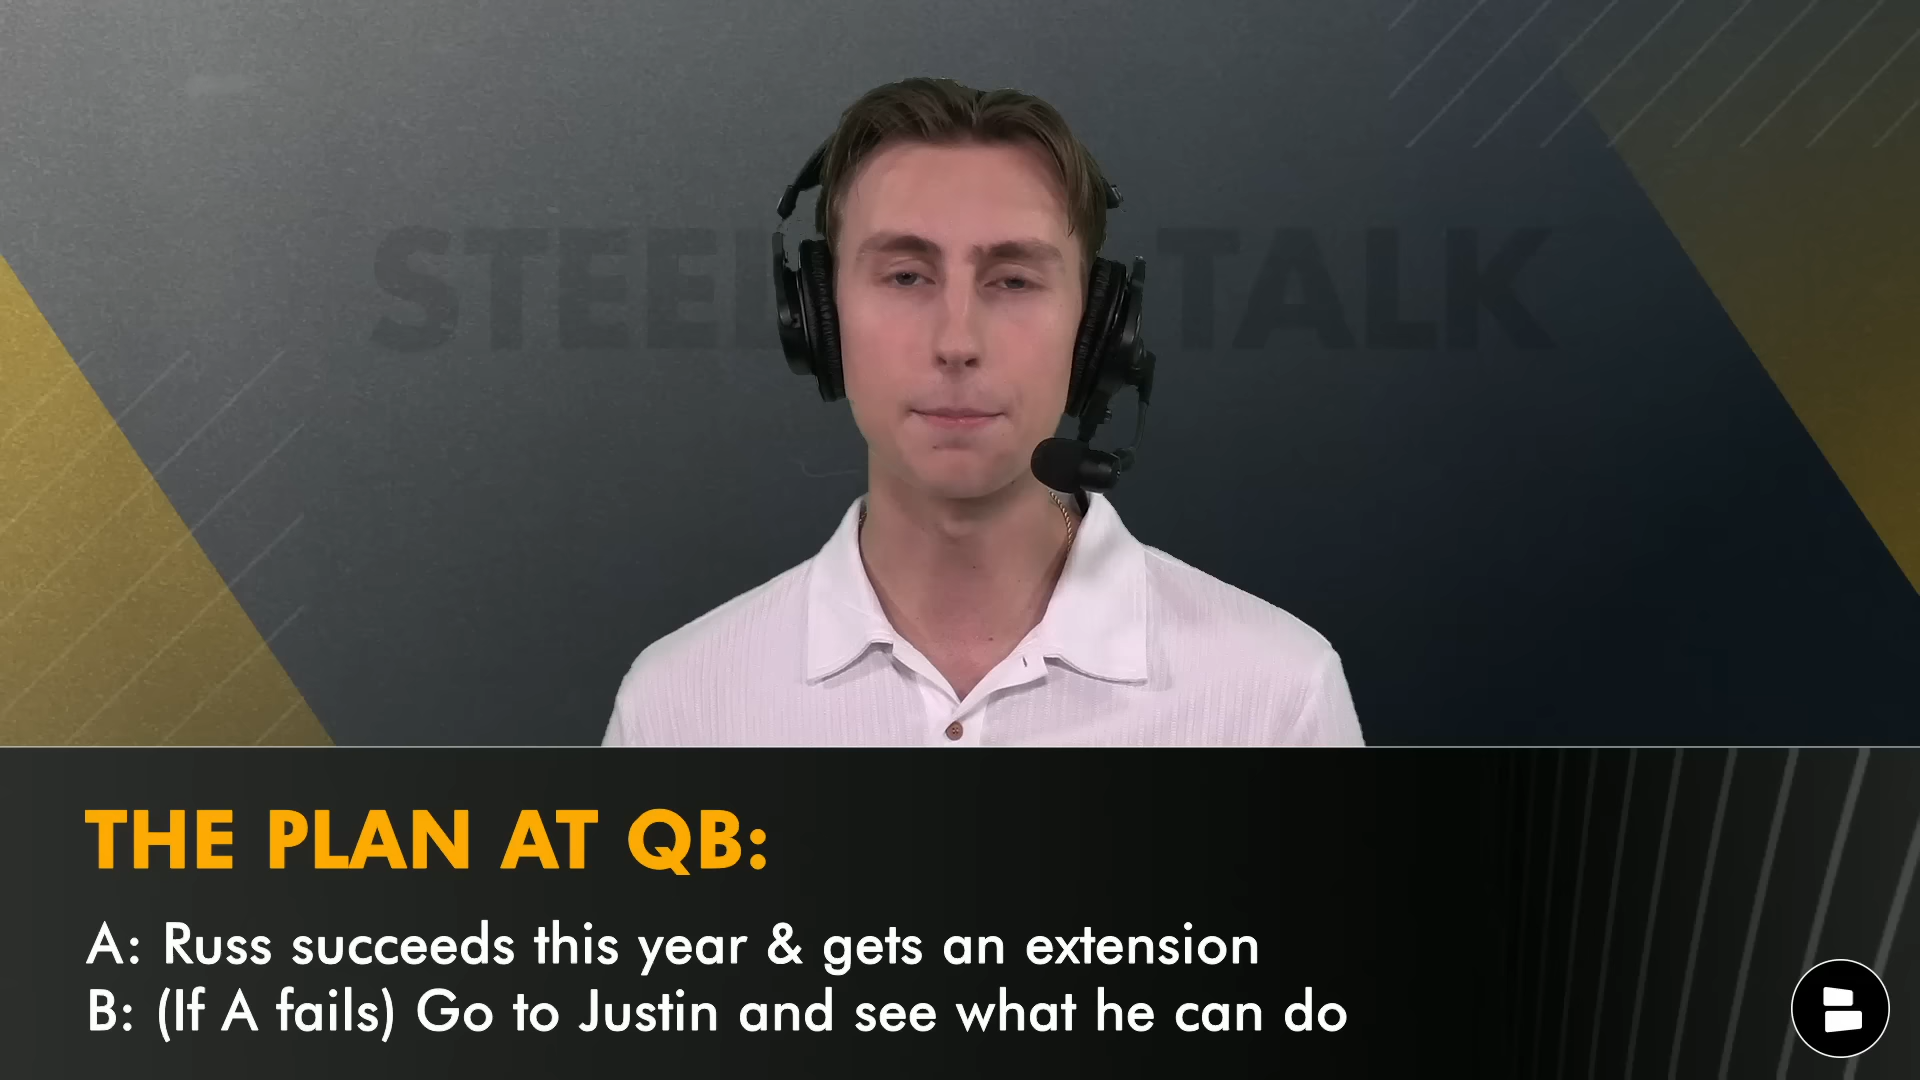 TALK
THE PLAN AT QB:
A: Russ succeeds this year & gets an extension
B: (If A fails) Go to Justin and see what he can do